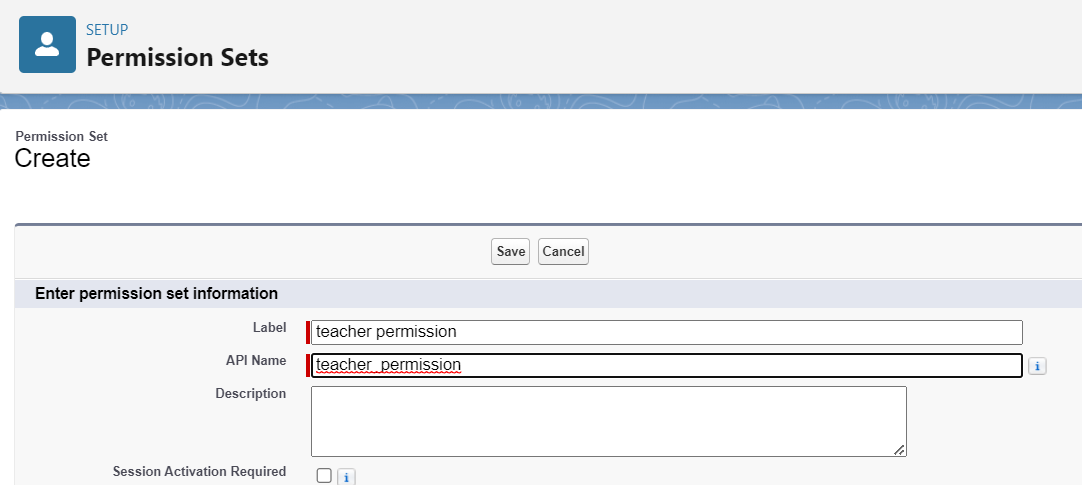 SETUP
Permission Sets
Permission Set
Create
Save Cancel
Enter permission set information
Label teacher permission
API Name teacher_permission i
Description
Session Activation Required i